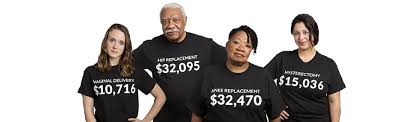 VAGINAL DELIVERY
$10,716
HIP REPLACEMENT
$32,095
KNEE REPLACEMENT
$32,470
HYSTERECTOMY
$15,036